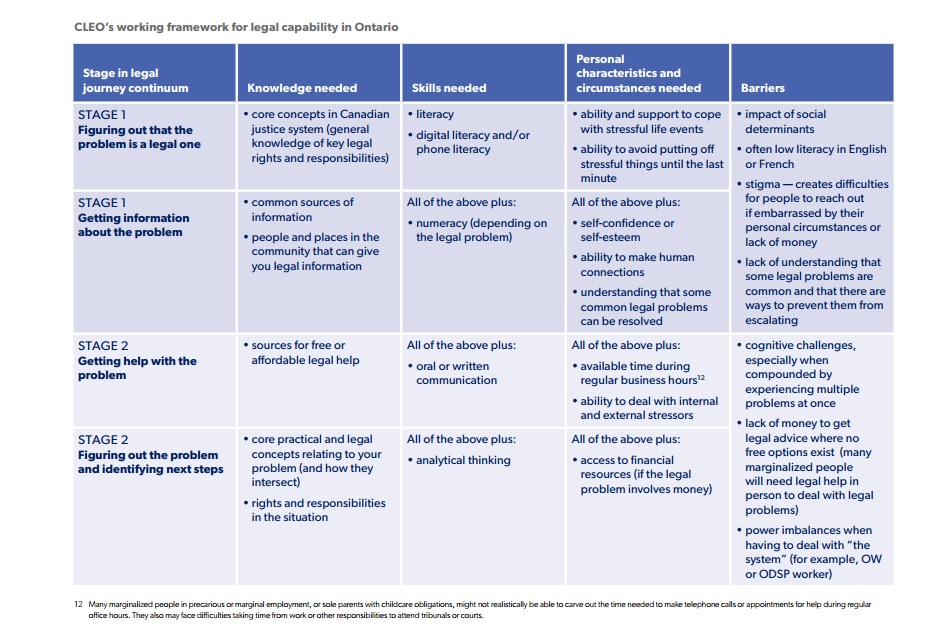 CLEO's working framework for legal capability in Ontario
Stage in legal
journey continuum
Knowledge needed
Skills needed
Personal
characteristics and
circumstances needed
Barriers
STAGE 1
Figuring out that the
problem is a legal one
• core concepts in Canadian
justice system (general
knowledge of key legal
rights and responsibilities)
• literacy
• digital literacy and/or
phone literacy
• ability and support to cope
with stressful life events
• ability to avoid putting off
stressful things until the last
minute
• impact of social
determinants
• often low literacy in English
or French
• stigma — creates difficulties
for people to reach out
if embarrassed by their
personal circumstances or
lack of money
• lack of understanding that
some legal problems are
common and that there are
ways to prevent them from
escalating
STAGE 1
Getting information
about the problem
• common sources of
information
• people and places in the
community that can give
you legal information
All of the above plus:
• numeracy (depending on
the legal problem)
All of the above plus:
• self-confidence or
self-esteem
• ability to make human
connections
• understanding that some
common legal problems
can be resolved
STAGE 2
Getting help with the
problem
• sources for free or
affordable legal help
All of the above plus:
• oral or written
communication
All of the above plus:
• available time during
regular business hours12
• ability to deal with internal
and external stressors
• cognitive challenges,
especially when
compounded by
experiencing multiple
problems at once
• lack of money to get
legal advice where no
free options exist (many
marginalized people
will need legal help in
person to deal with legal
problems)
• power imbalances when
having to deal with "the
system" (for example, OW
or ODSP worker)
STAGE 2
Figuring out the problem
and identifying next steps
• core practical and legal
concepts relating to your
problem (and how they
intersect)
• rights and responsibilities
in the situation
All of the above plus:
• analytical thinking
All of the above plus:
• access to financial
resources (if the legal
problem involves money)
12 Many marginalized people in precarious or marginal employment, or sole parents with childcare obligations, might not realistically be able to carve out the time needed to make telephone calls or appointments for help during regular
office hours. They also may face difficulties taking time from work or other responsibilities to attend tribunals or courts.